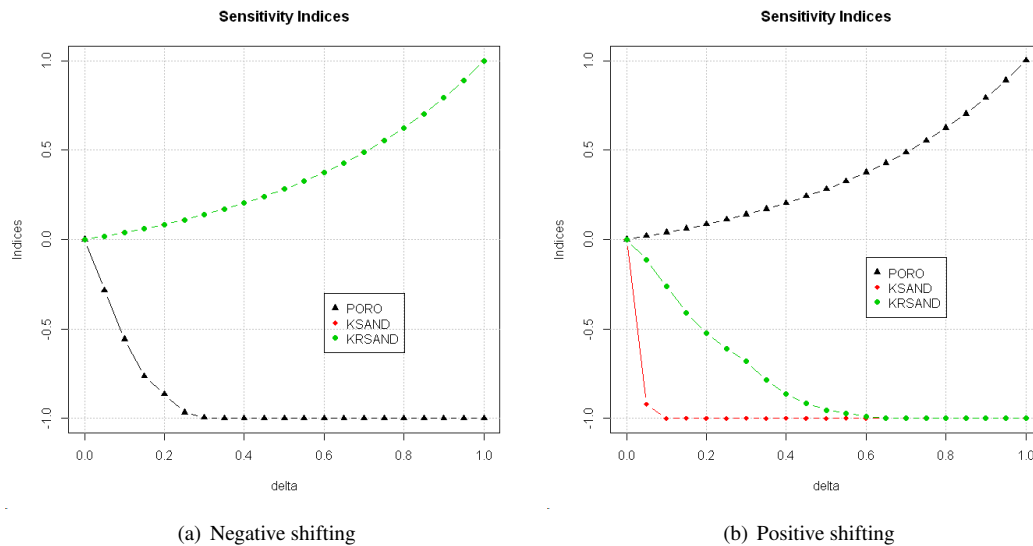 Sensitivity Indices
1.0
0.5
0.0
-0.5
-1.0
Indices
PORO
KSAND
KRSAND
0.0 0.2 0.4 0.6 0.8 1.0
delta
(a) Negative shifting
Sensitivity Indices
1.0
0.5
0.0
-0.5
-1.0
Indices
PORO
KSAND
KRSAND
0.0 0.2 0.4 0.6 0.8 1.0
delta
(b) Positive shifting